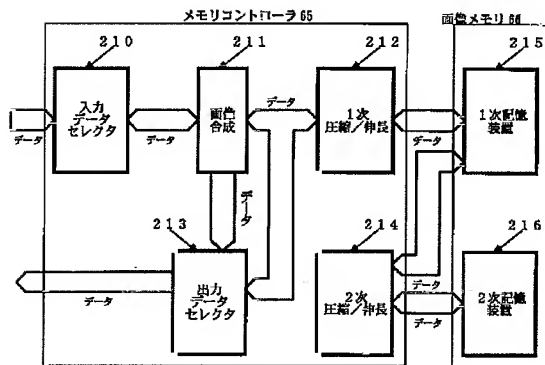 メモリコントローラ 65
画像メモリ 66
210
211
212
215
入力
データ
セレクタ
画像
合成
1次
圧縮/伸長
1次記憶
装置
データ
データ
データ
データ
データ
213
214
216
出力
データ
セレクタ
2次
圧縮/伸長
2次記憶
装置
データ
データ